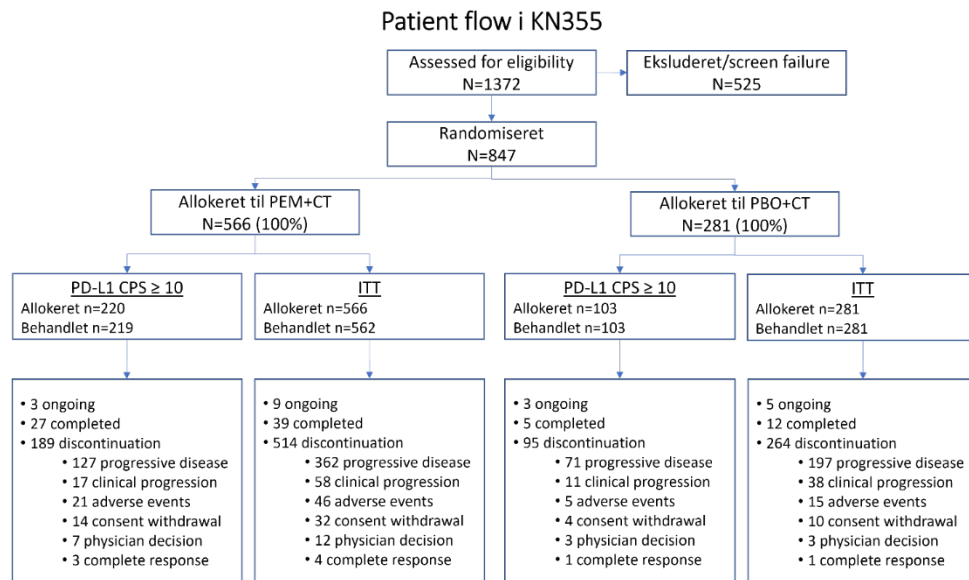 Patient flow i KN355
Assessed for eligibility
N=1372
Eksluderet/screen failure
N=525
Randomiseret
N=847
Allokeret til PEM+CT
N=566 (100%)
Allokeret til PBO+CT
N=281 (100%)
PD-L1 CPS ≥ 10
Allokeret n=220
Behandlet n=219
ITT
Allokeret n=566
Behandlet n=562
PD-L1 CPS ≥ 10
Allokeret n=103
Behandlet n=103
ITT
Allokeret n=281
Behandlet n=281
• 3 ongoing
• 27 completed
• 189 discontinuation
• 127 progressive disease
• 17 clinical progression
• 21 adverse events
• 14 consent withdrawal
• 7 physician decision
• 3 complete response
• 9 ongoing
• 39 completed
• 514 discontinuation
• 362 progressive disease
• 58 clinical progression
• 46 adverse events
• 32 consent withdrawal
• 12 physician decision
• 4 complete response
• 3 ongoing
• 5 completed
• 95 discontinuation
• 71 progressive disease
• 11 clinical progression
• 5 adverse events
• 4 consent withdrawal
• 3 physician decision
• 1 complete response
• 5 ongoing
• 12 completed
• 264 discontinuation
• 197 progressive disease
• 38 clinical progression
• 15 adverse events
• 10 consent withdrawal
• 3 physician decision
• 1 complete response